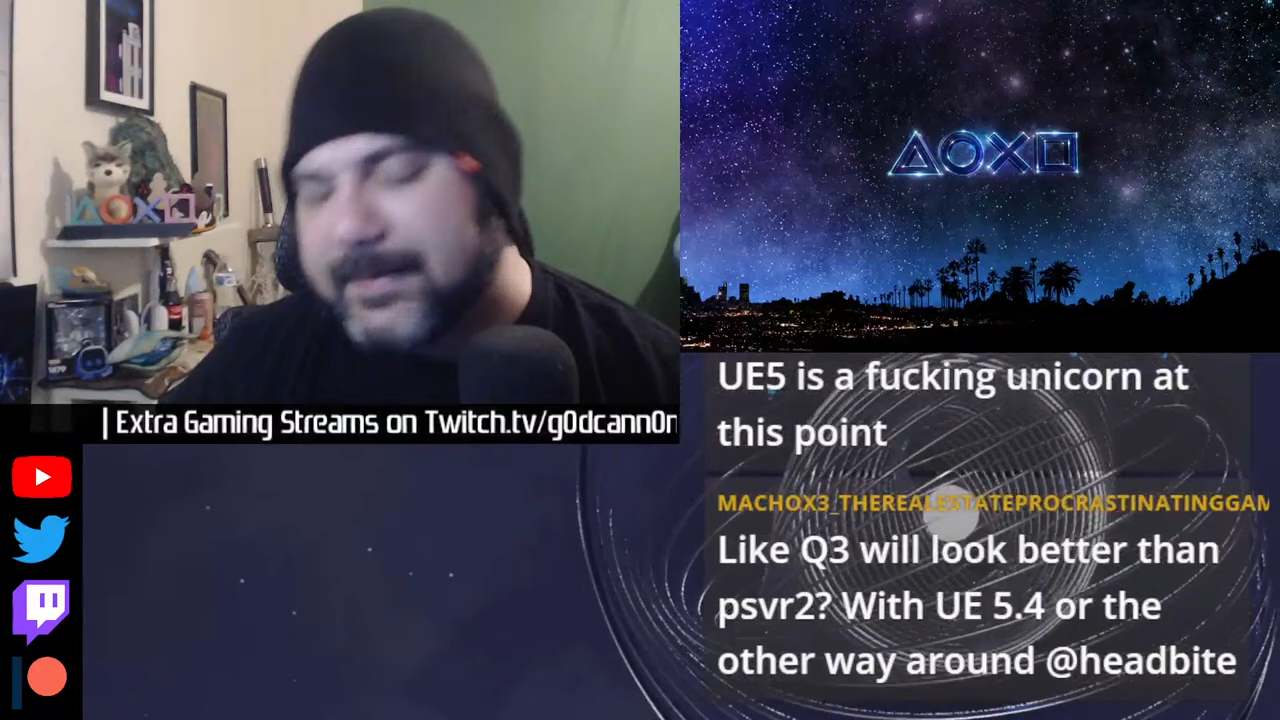 | Extra Gaming Streams on Twitch.tv/g0dcann0n
UE5 is a fucking unicorn at
this point
MACHOX3_THEREALESTATEPROCRASTINATINGGAM
Like Q3 will look better than
psvr2? With UE 5.4 or the
other way around @headbite